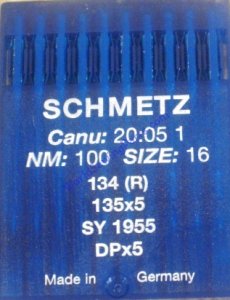 SCHMETZ
Canu: 20:05 1
NM: 100 SIZE: 16
134 (R)
135x5
SY 1955
DPx5
Made in Germany